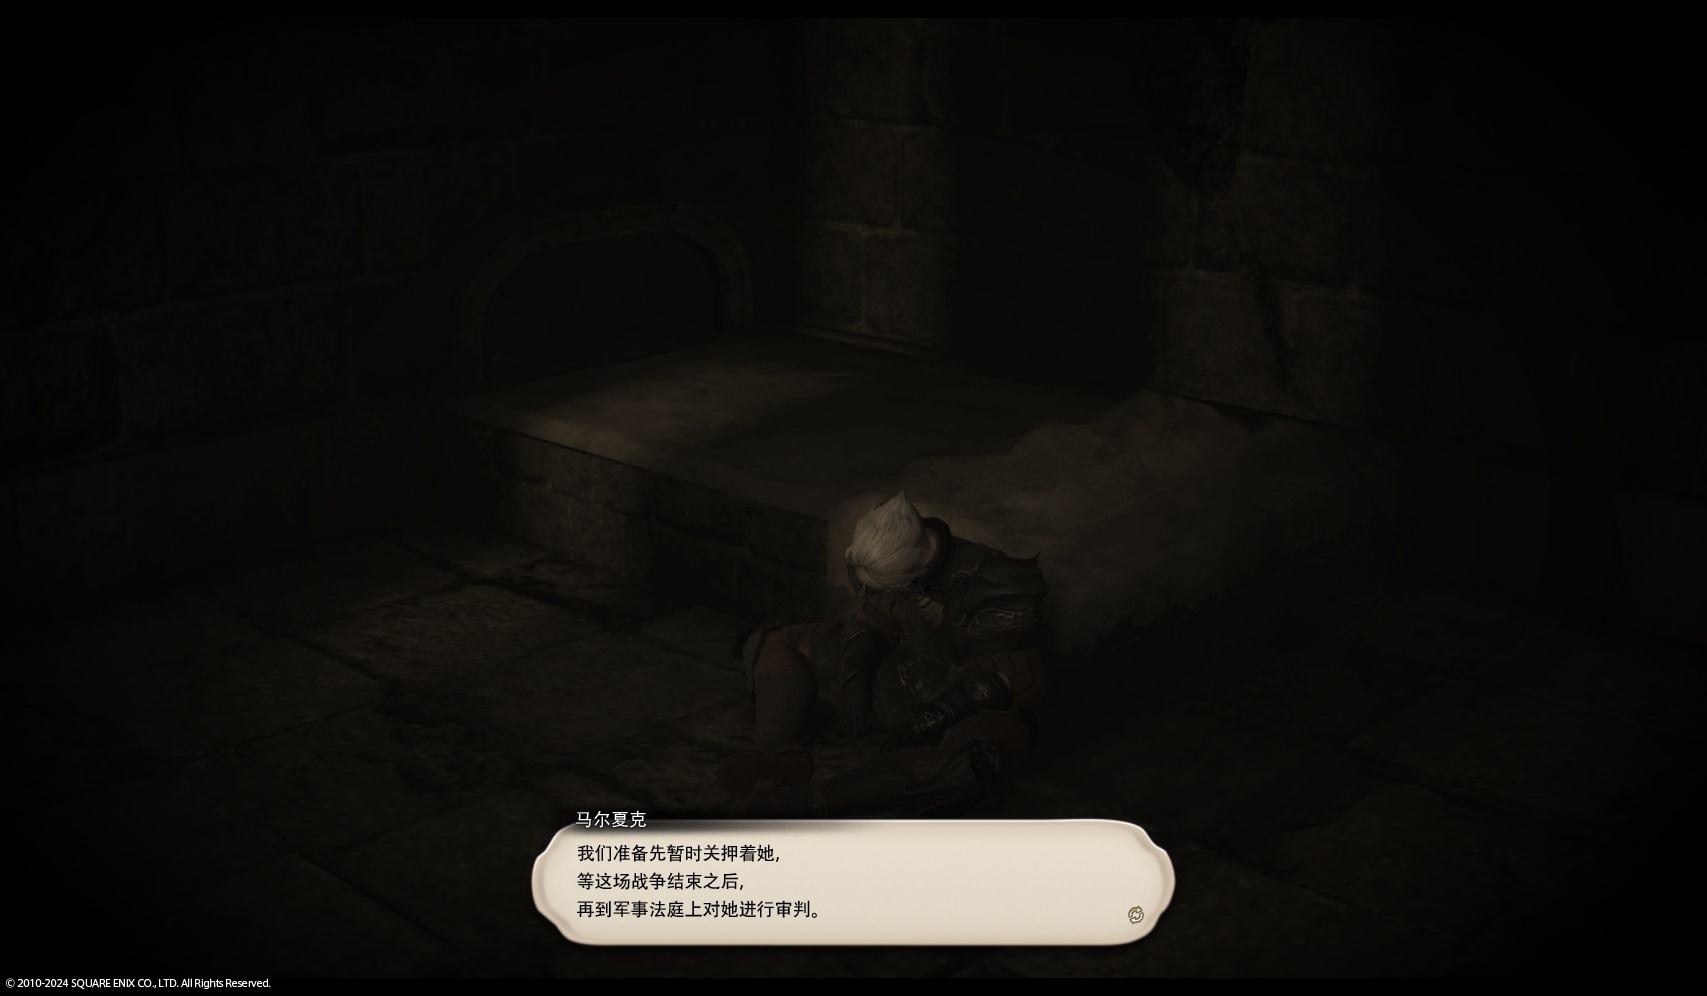 马尔夏克
我们准备先暂时关押着她，
等这场战争结束之后，
再到军事法庭上对她进行审判。
© 2010-2024 SQUARE ENIX CO., LTD. All Rights Reserved.